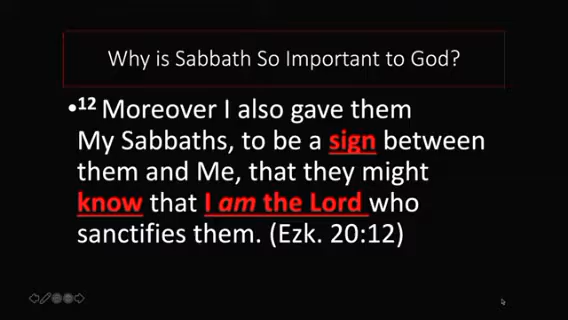 Why is Sabbath So Important to God?
•12 Moreover I also gave them
My Sabbaths, to be a sign between
them and Me, that they might
know that I am the Lord who
sanctifies them. (Ezk. 20:12)